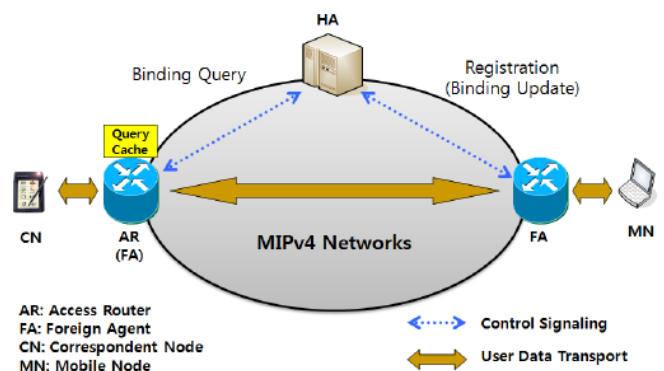 HA
Binding Query
Registration
(Binding Update)
Query
Cache
CN
AR
(FA)
MIPv4 Networks
FA
MN
AR: Access Router
FA: Foreign Agent
CN: Correspondent Node
MN: Mobile Node
Control Signaling
User Data Transport